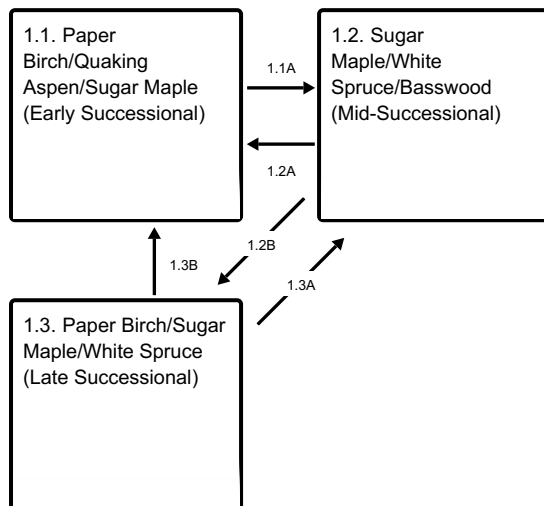 1.1. Paper
Birch/Quaking
Aspen/Sugar Maple
(Early Successional)
1.1A
1.2. Sugar
Maple/White
Spruce/Basswood
(Mid-Successional)
1.2A
1.2B
1.3B
1.3A
1.3. Paper Birch/Sugar
Maple/White Spruce
(Late Successional)